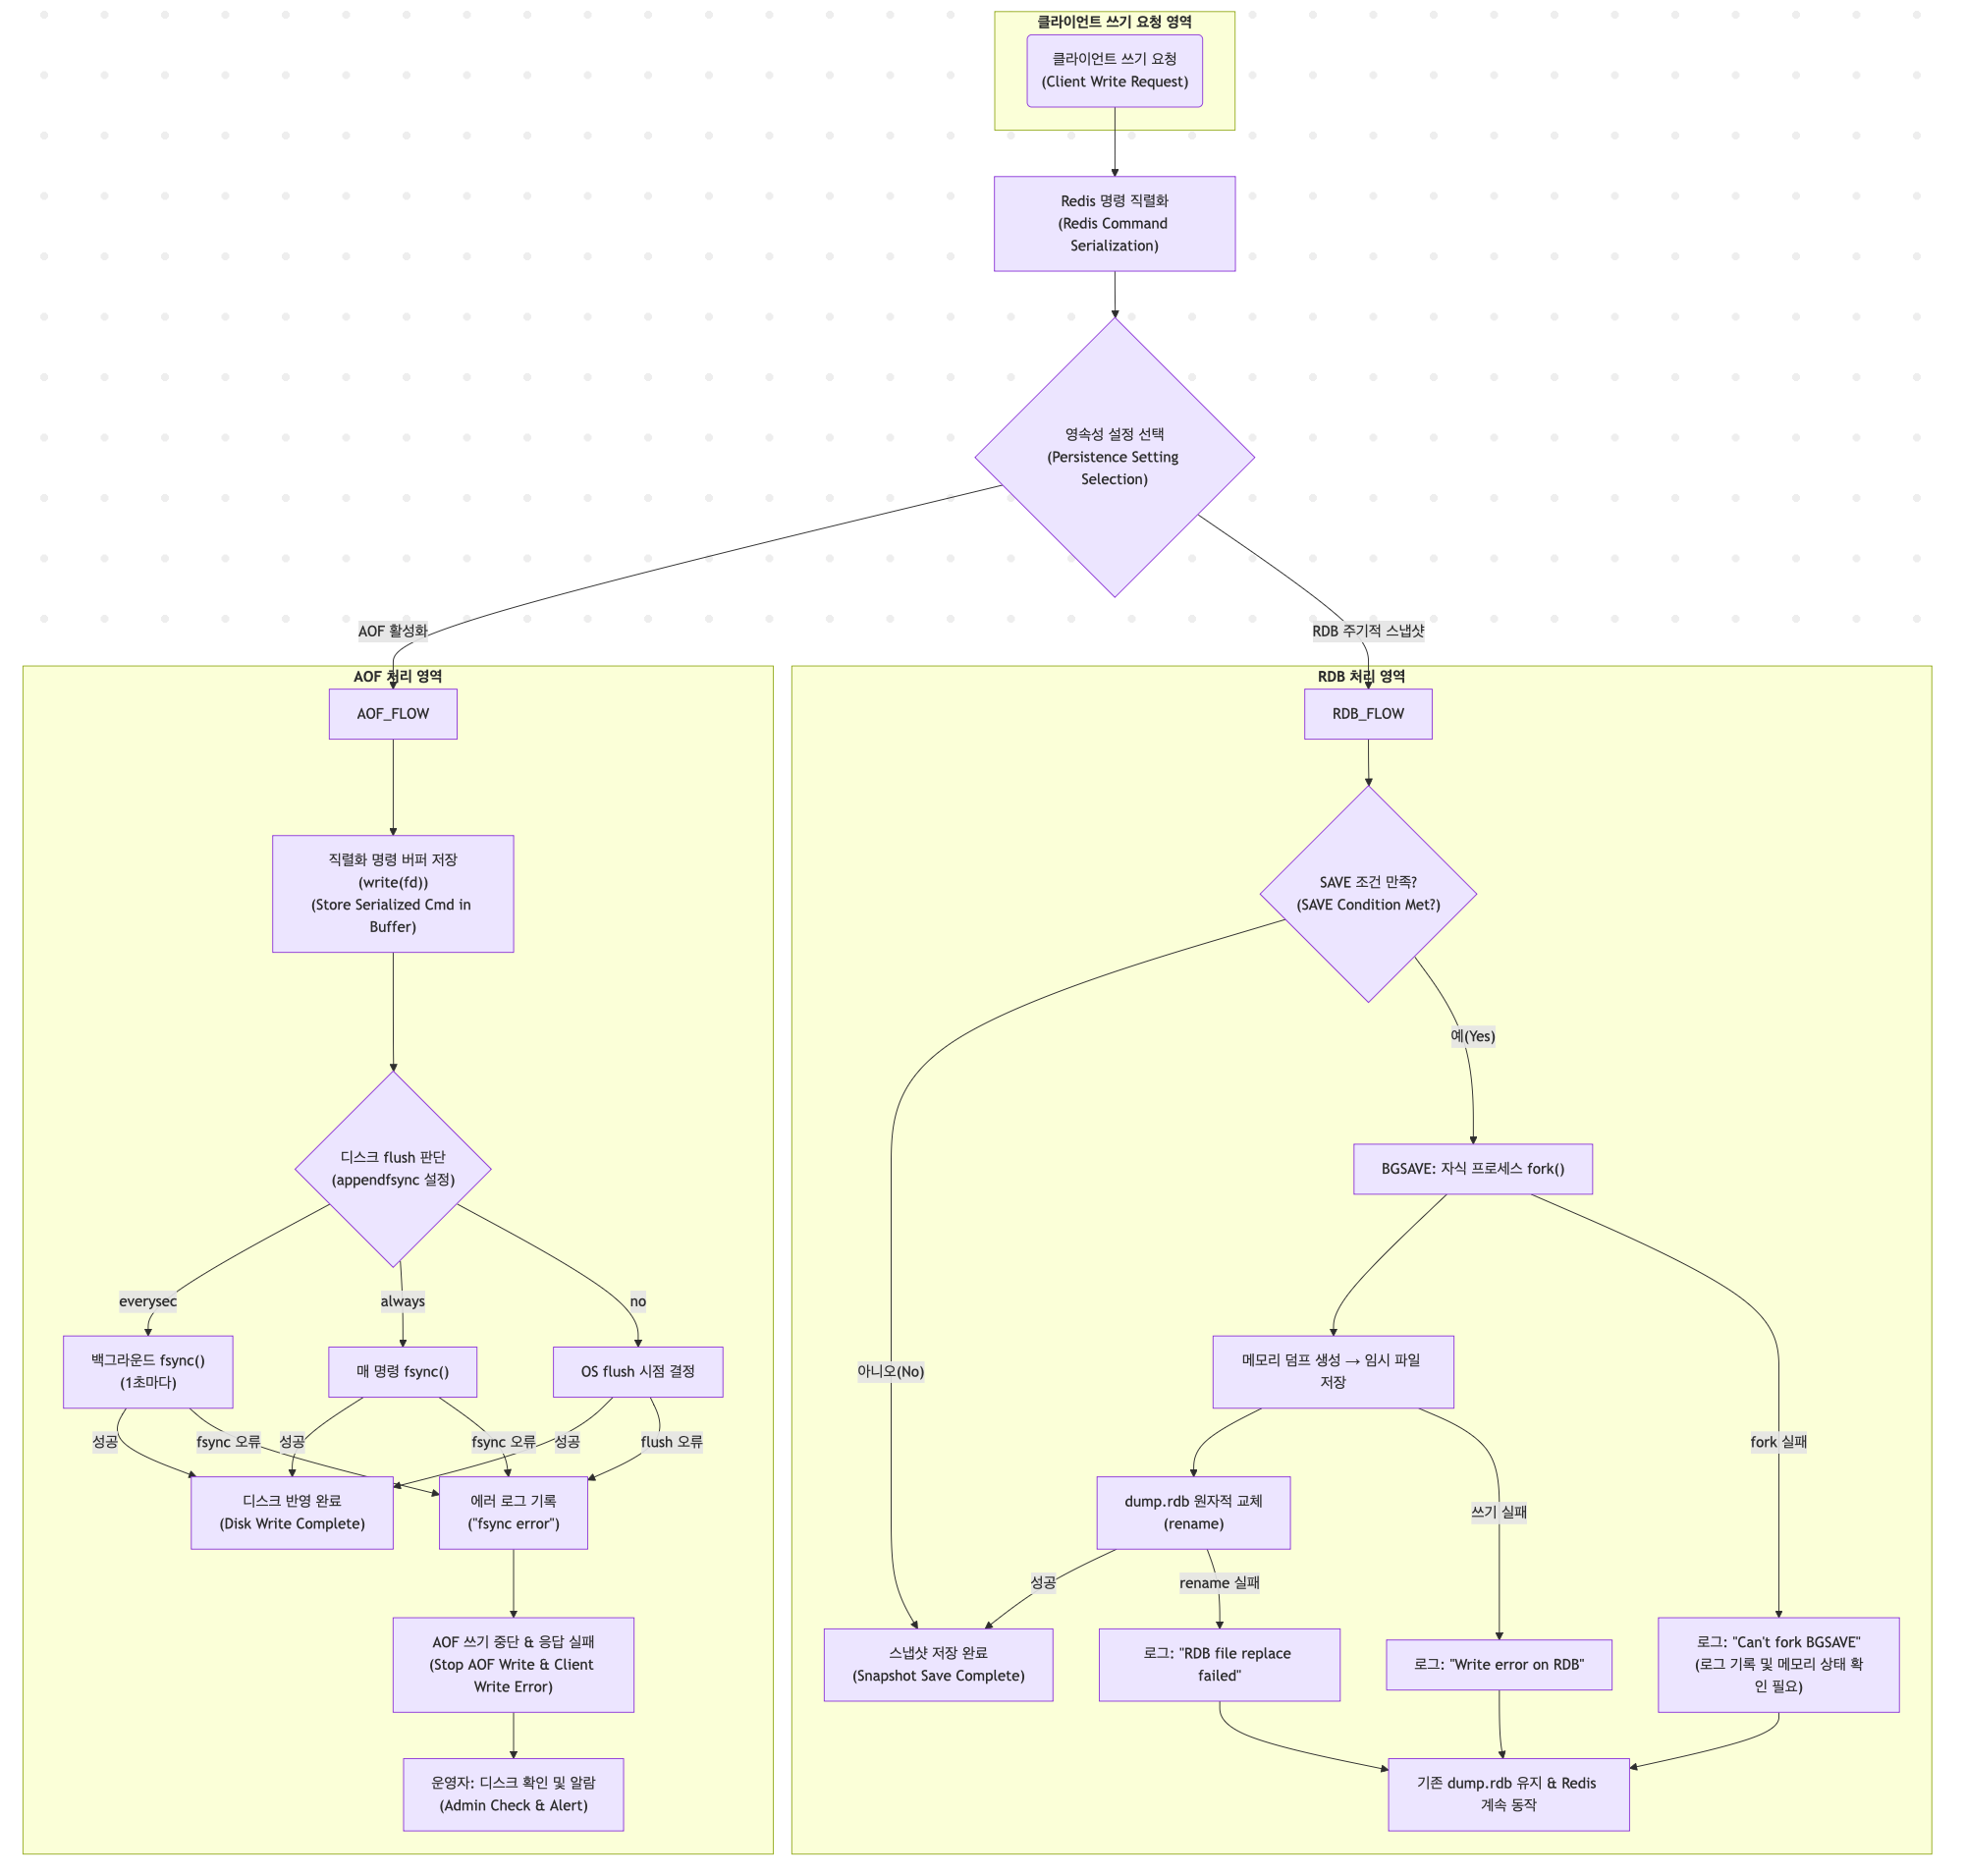 클라이언트 쓰기 요청 영역
클라이언트 쓰기 요청
(Client Write Request)
Redis 명령 직렬화
(Redis Command
Serialization)
영속성 설정 선택
(Persistence Setting
Selection)
AOF 활성화
RDB 주기적 스냅샷
AOF 처리 영역
AOF_FLOW
직렬화 명령 버퍼 저장
(write(fd))
(Store Serialized Cmd in
Buffer)
디스크 flush 판단
(appendfsync 설정)
everysec
always
no
백그라운드 fsync()
(1초마다)
매 명령 fsync()
OS flush 시점 결정
성공
fsync 오류
성공
fsync 오류
성공
flush 오류
디스크 반영 완료
(Disk Write Complete)
에러 로그 기록
("fsync error")
AOF 쓰기 중단 & 응답 실패
(Stop AOF Write & Client
Write Error)
운영자: 디스크 확인 및 알람
(Admin Check & Alert)
RDB 처리 영역
RDB_FLOW
SAVE 조건 만족?
(SAVE Condition Met?)
예(Yes)
BGSAVE: 자식 프로세스 fork()
아니오(No)
메모리 덤프 생성 → 임시 파일
저장
fork 실패
dump.rdb 원자적 교체
(rename)
쓰기 실패
성공
rename 실패
스냅샷 저장 완료
(Snapshot Save Complete)
로그: "RDB file replace
failed"
로그: "Write error on RDB"
로그: "Can't fork BGSAVE"
(로그 기록 및 메모리 상태 확
인 필요)
기존 dump.rdb 유지 & Redis
계속 동작